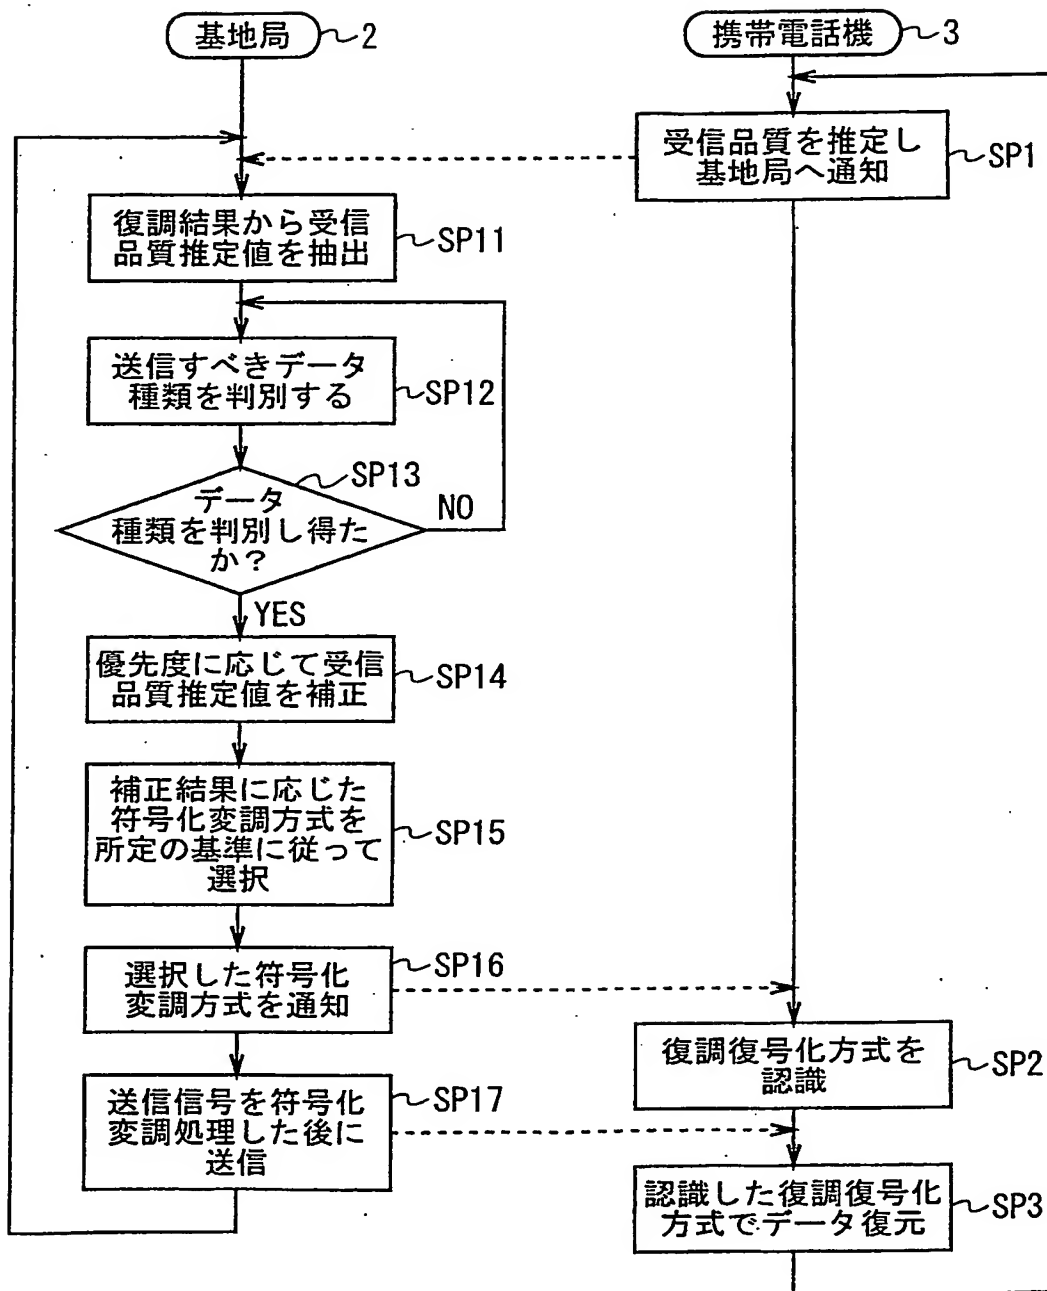 基地局
2
携帯電話機
3
受信品質を推定し
基地局へ通知
SP1
復調結果から受信
品質推定値を抽出
SP11
送信すべきデータ
種類を判別する
SP12
SP13
データ
種類を判別し得た
か?
NO
YES
優先度に応じて受信
品質推定値を補正
SP14
補正結果に応じた
符号化変調方式を
所定の基準に従って
選択
SP15
選択した符号化
変調方式を通知
SP16
復調復号化方式を
認識
SP2
送信信号を符号化
変調処理した後に
送信
SP17
認識した復調復号化
方式でデータ復元
SP3